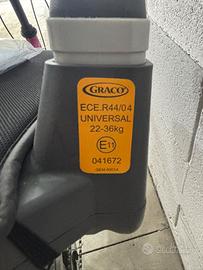 GRACO
ECE.R44/04
UNIVERSAL
22-36kg
E11
041672